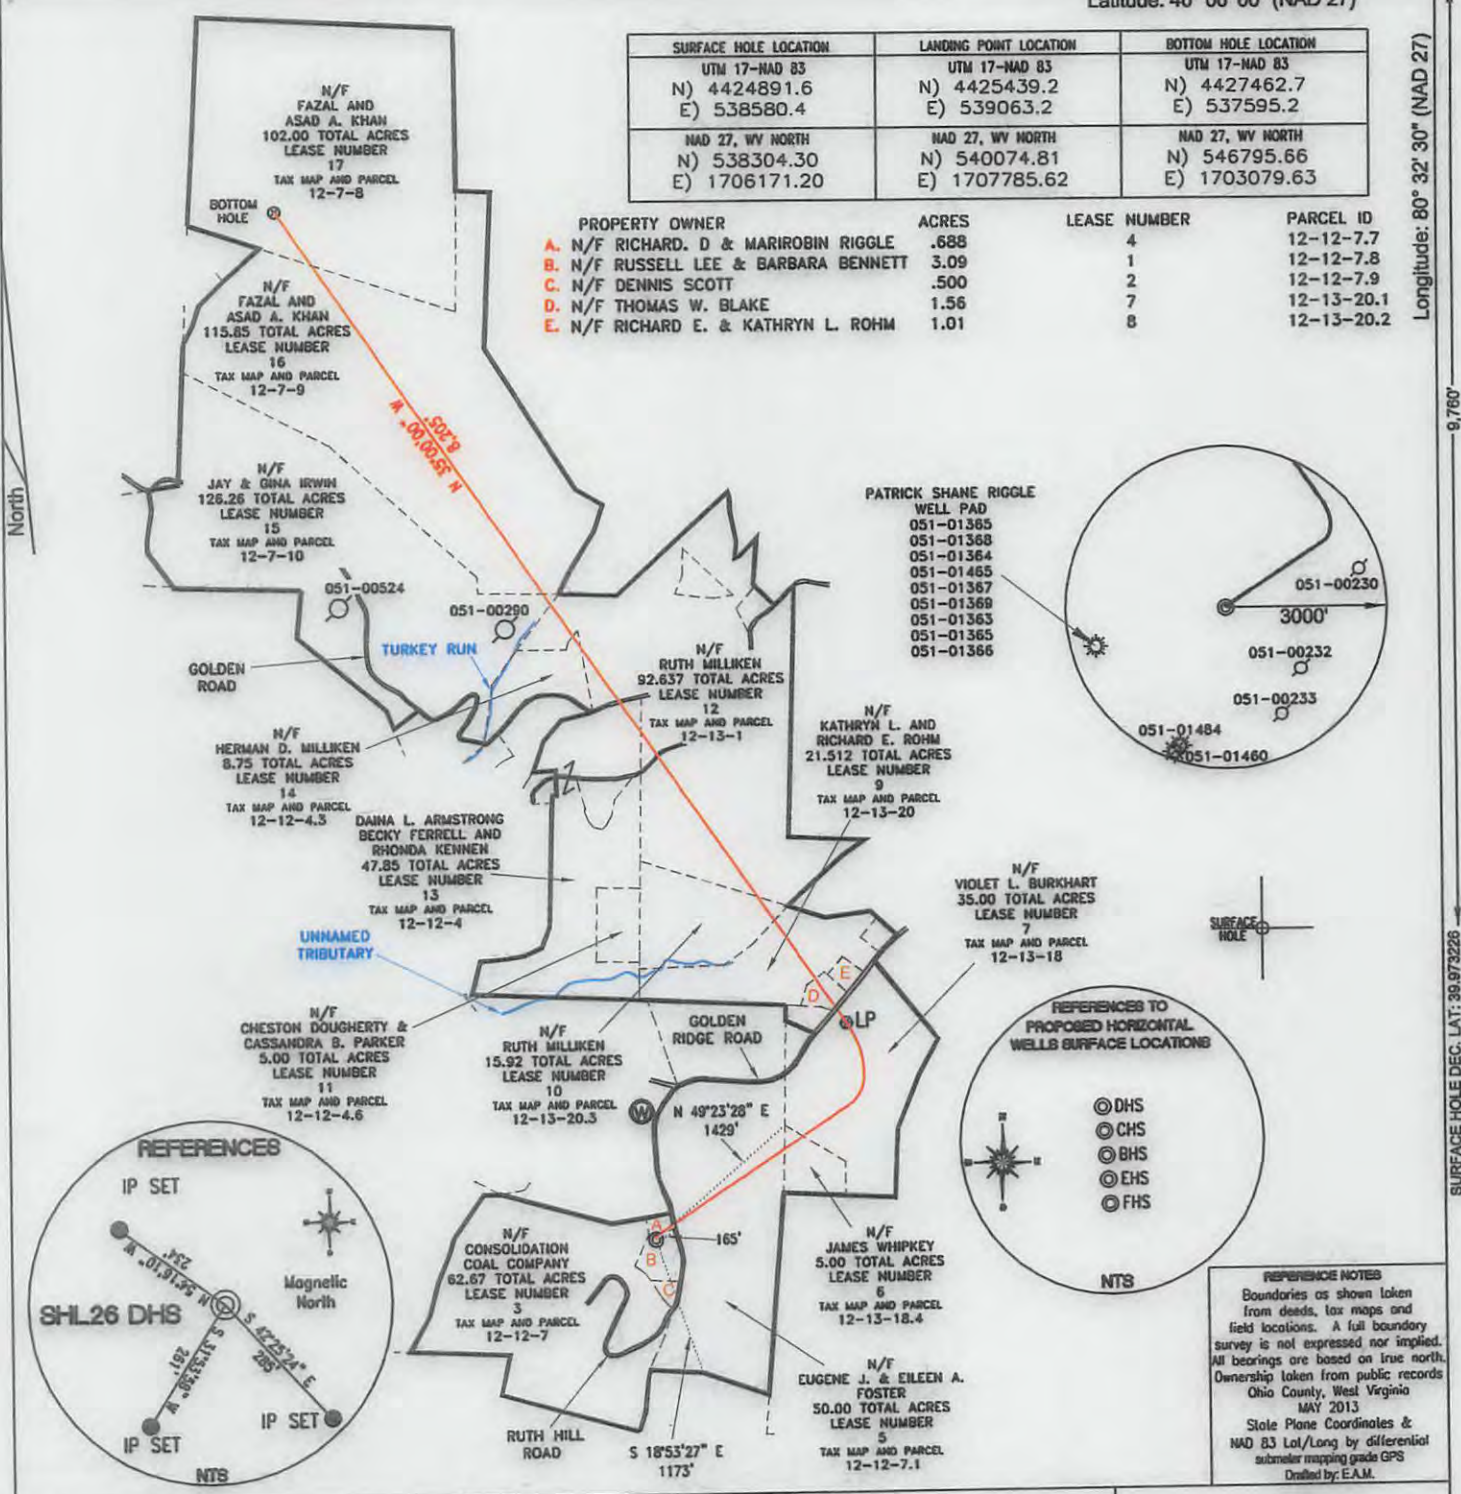 Latitude: 40° 00' 00" (NAD 27)
SURFACE HOLE LOCATION
UTM 17-NAD 83
N) 4424891.6
E) 538580.4
NAD 27, WV NORTH
N) 538304.30
E) 1706171.20
LANDING POINT LOCATION
UTM 17-NAD 83
N) 4425439.2
E) 539063.2
NAD 27, WV NORTH
N) 540074.81
E) 1707785.62
BOTTOM HOLE LOCATION
UTM 17-NAD 83
N) 4427462.7
E) 537595.2
NAD 27, WV NORTH
N) 546795.66
E) 1703079.63
Longitude: 80° 32' 30" (NAD 27)
9,760'
SURFACE HOLE DEC. LAT: 39.973226
PROPERTY OWNER ACRES LEASE NUMBER PARCEL ID
A. N/F RICHARD. D & MARIROBIN RIGGLE .688 4 12-12-7.7
B. N/F RUSSELL LEE & BARBARA BENNETT 3.09 1 12-12-7.8
C. N/F DENNIS SCOTT .500 2 12-12-7.9
D. N/F THOMAS W. BLAKE 1.56 7 12-13-20.1
E. N/F RICHARD E. & KATHRYN L. ROHM 1.01 8 12-13-20.2
N/F
FAZAL AND
ASAD A. KHAN
102.00 TOTAL ACRES
LEASE NUMBER
17
TAX MAP AND PARCEL
12-7-8
BOTTOM
HOLE
N/F
FAZAL AND
ASAD A. KHAN
115.85 TOTAL ACRES
LEASE NUMBER
16
TAX MAP AND PARCEL
12-7-9
N 35°00'00" W
8,205'
North
N/F
JAY & GINA IRWIN
126.26 TOTAL ACRES
LEASE NUMBER
15
TAX MAP AND PARCEL
12-7-10
051-00524
051-00290
TURKEY RUN
GOLDEN
ROAD
N/F
RUTH MILLIKEN
92.637 TOTAL ACRES
LEASE NUMBER
12
TAX MAP AND PARCEL
12-13-1
PATRICK SHANE RIGGLE
WELL PAD
051-01365
051-01368
051-01364
051-01465
051-01367
051-01369
051-01363
051-01365
051-01366
051-00230
3000'
051-00232
051-00233
051-01484
051-01460
N/F
HERMAN D. MILLIKEN
8.75 TOTAL ACRES
LEASE NUMBER
14
TAX MAP AND PARCEL
12-12-4.3
N/F
KATHRYN L. AND
RICHARD E. ROHM
21.512 TOTAL ACRES
LEASE NUMBER
9
TAX MAP AND PARCEL
12-13-20
DAINA L. ARMSTRONG
BECKY FERRELL AND
RHONDA KENNEN
47.85 TOTAL ACRES
LEASE NUMBER
13
TAX MAP AND PARCEL
12-12-4
N/F
VIOLET L. BURKHART
35.00 TOTAL ACRES
LEASE NUMBER
7
TAX MAP AND PARCEL
12-13-18
SURFACE
HOLE
UNNAMED
TRIBUTARY
E
D
LP
GOLDEN
RIDGE ROAD
N/F
CHESTON DOUGHERTY &
CASSANDRA B. PARKER
5.00 TOTAL ACRES
LEASE NUMBER
11
TAX MAP AND PARCEL
12-12-4.6
N/F
RUTH MILLIKEN
15.92 TOTAL ACRES
LEASE NUMBER
10
TAX MAP AND PARCEL
12-13-20.3
W
N 49°23'28" E
1429'
REFERENCES TO
PROPOSED HORIZONTAL
WELLS SURFACE LOCATIONS
DHS
CHS
BHS
EHS
FHS
NTS
REFERENCES
IP SET
N 54°16'10" W
234'
Magnetic
North
SHL26 DHS
S 42°25'24" E
285'
S 31°53'58" W
261'
IP SET
IP SET
NTS
A
B
C
165'
N/F
CONSOLIDATION
COAL COMPANY
62.67 TOTAL ACRES
LEASE NUMBER
3
TAX MAP AND PARCEL
12-12-7
N/F
JAMES WHIPKEY
5.00 TOTAL ACRES
LEASE NUMBER
6
TAX MAP AND PARCEL
12-13-18.4
N/F
EUGENE J. & EILEEN A.
FOSTER
50.00 TOTAL ACRES
LEASE NUMBER
5
TAX MAP AND PARCEL
12-12-7.1
RUTH HILL
ROAD
S 18°53'27" E
1173'
REFERENCE NOTES
Boundaries as shown taken
from deeds, tax maps and
field locations. A full boundary
survey is not expressed nor implied.
All bearings are based on true north.
Ownership taken from public records
Ohio County, West Virginia
MAY 2013
State Plane Coordinates &
NAD 83 Lat/Long by differential
submeter mapping grade GPS
Drafted by: E.A.M.